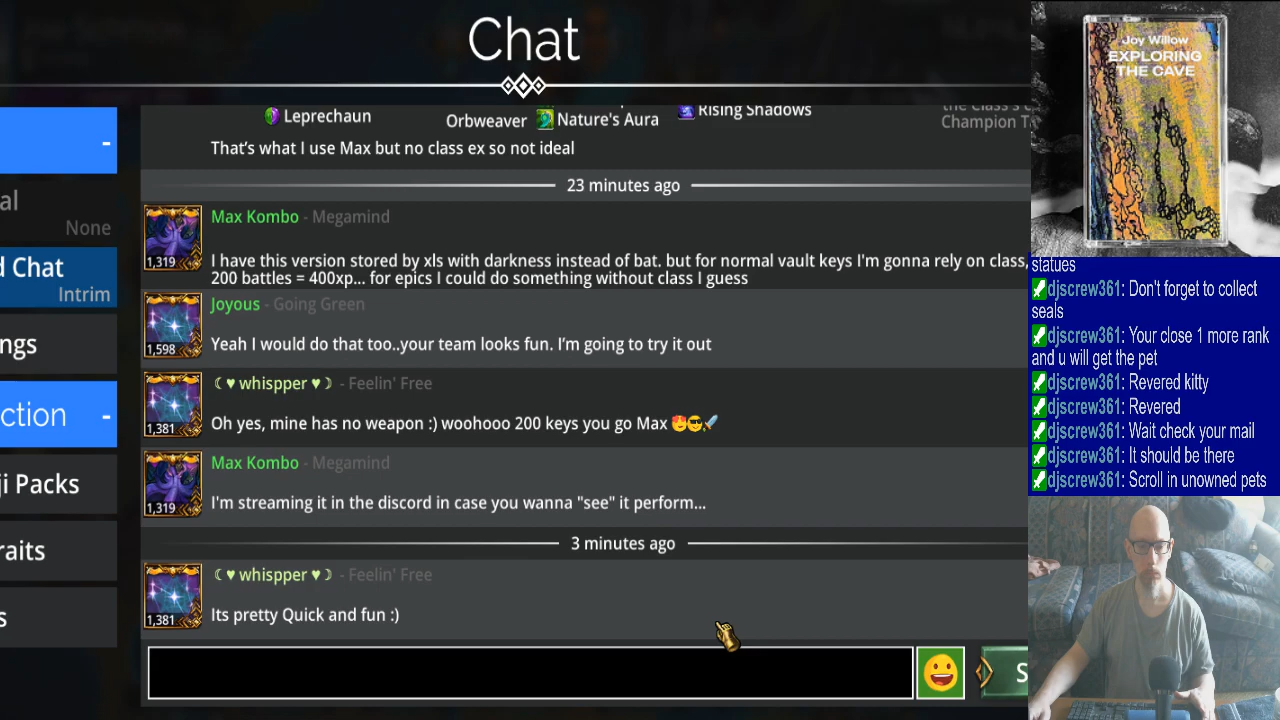 Chat
Leprechaun
Orbweaver
Nature's Aura
Rising Shadows
the Class's
Champion
That's what I use Max but no class ex so not ideal
23 minutes ago
Max Kombo - Megamind
1,319
I have this version stored by xls with darkness instead of bat. but for normal vault keys I'm gonna rely on class,
200 battles = 400xp... for epics I could do something without class I guess
Joyous - Going Green
1,598
Yeah I would do that too..your team looks fun. I'm going to try it out
☾♥ whispper ♥☽ - Feelin' Free
1,381
Oh yes, mine has no weapon :) woohooo 200 keys you go Max 😍😎🗡️
Max Kombo - Megamind
1,319
I'm streaming it in the discord in case you wanna "see" it perform...
3 minutes ago
☾♥ whispper ♥☽ - Feelin' Free
1,381
Its pretty Quick and fun :)
S
-
al
None
d Chat
Intrim
ngs
ction -
ji Packs
raits
s
Joy Willow
EXPLORING
THE CAVE
statues
djscrew361: Don't forget to collect
seals
djscrew361: Your close 1 more rank
and u will get the pet
djscrew361: Revered kitty
djscrew361: Revered
djscrew361: Wait check your mail
djscrew361: It should be there
djscrew361: Scroll in unowned pets